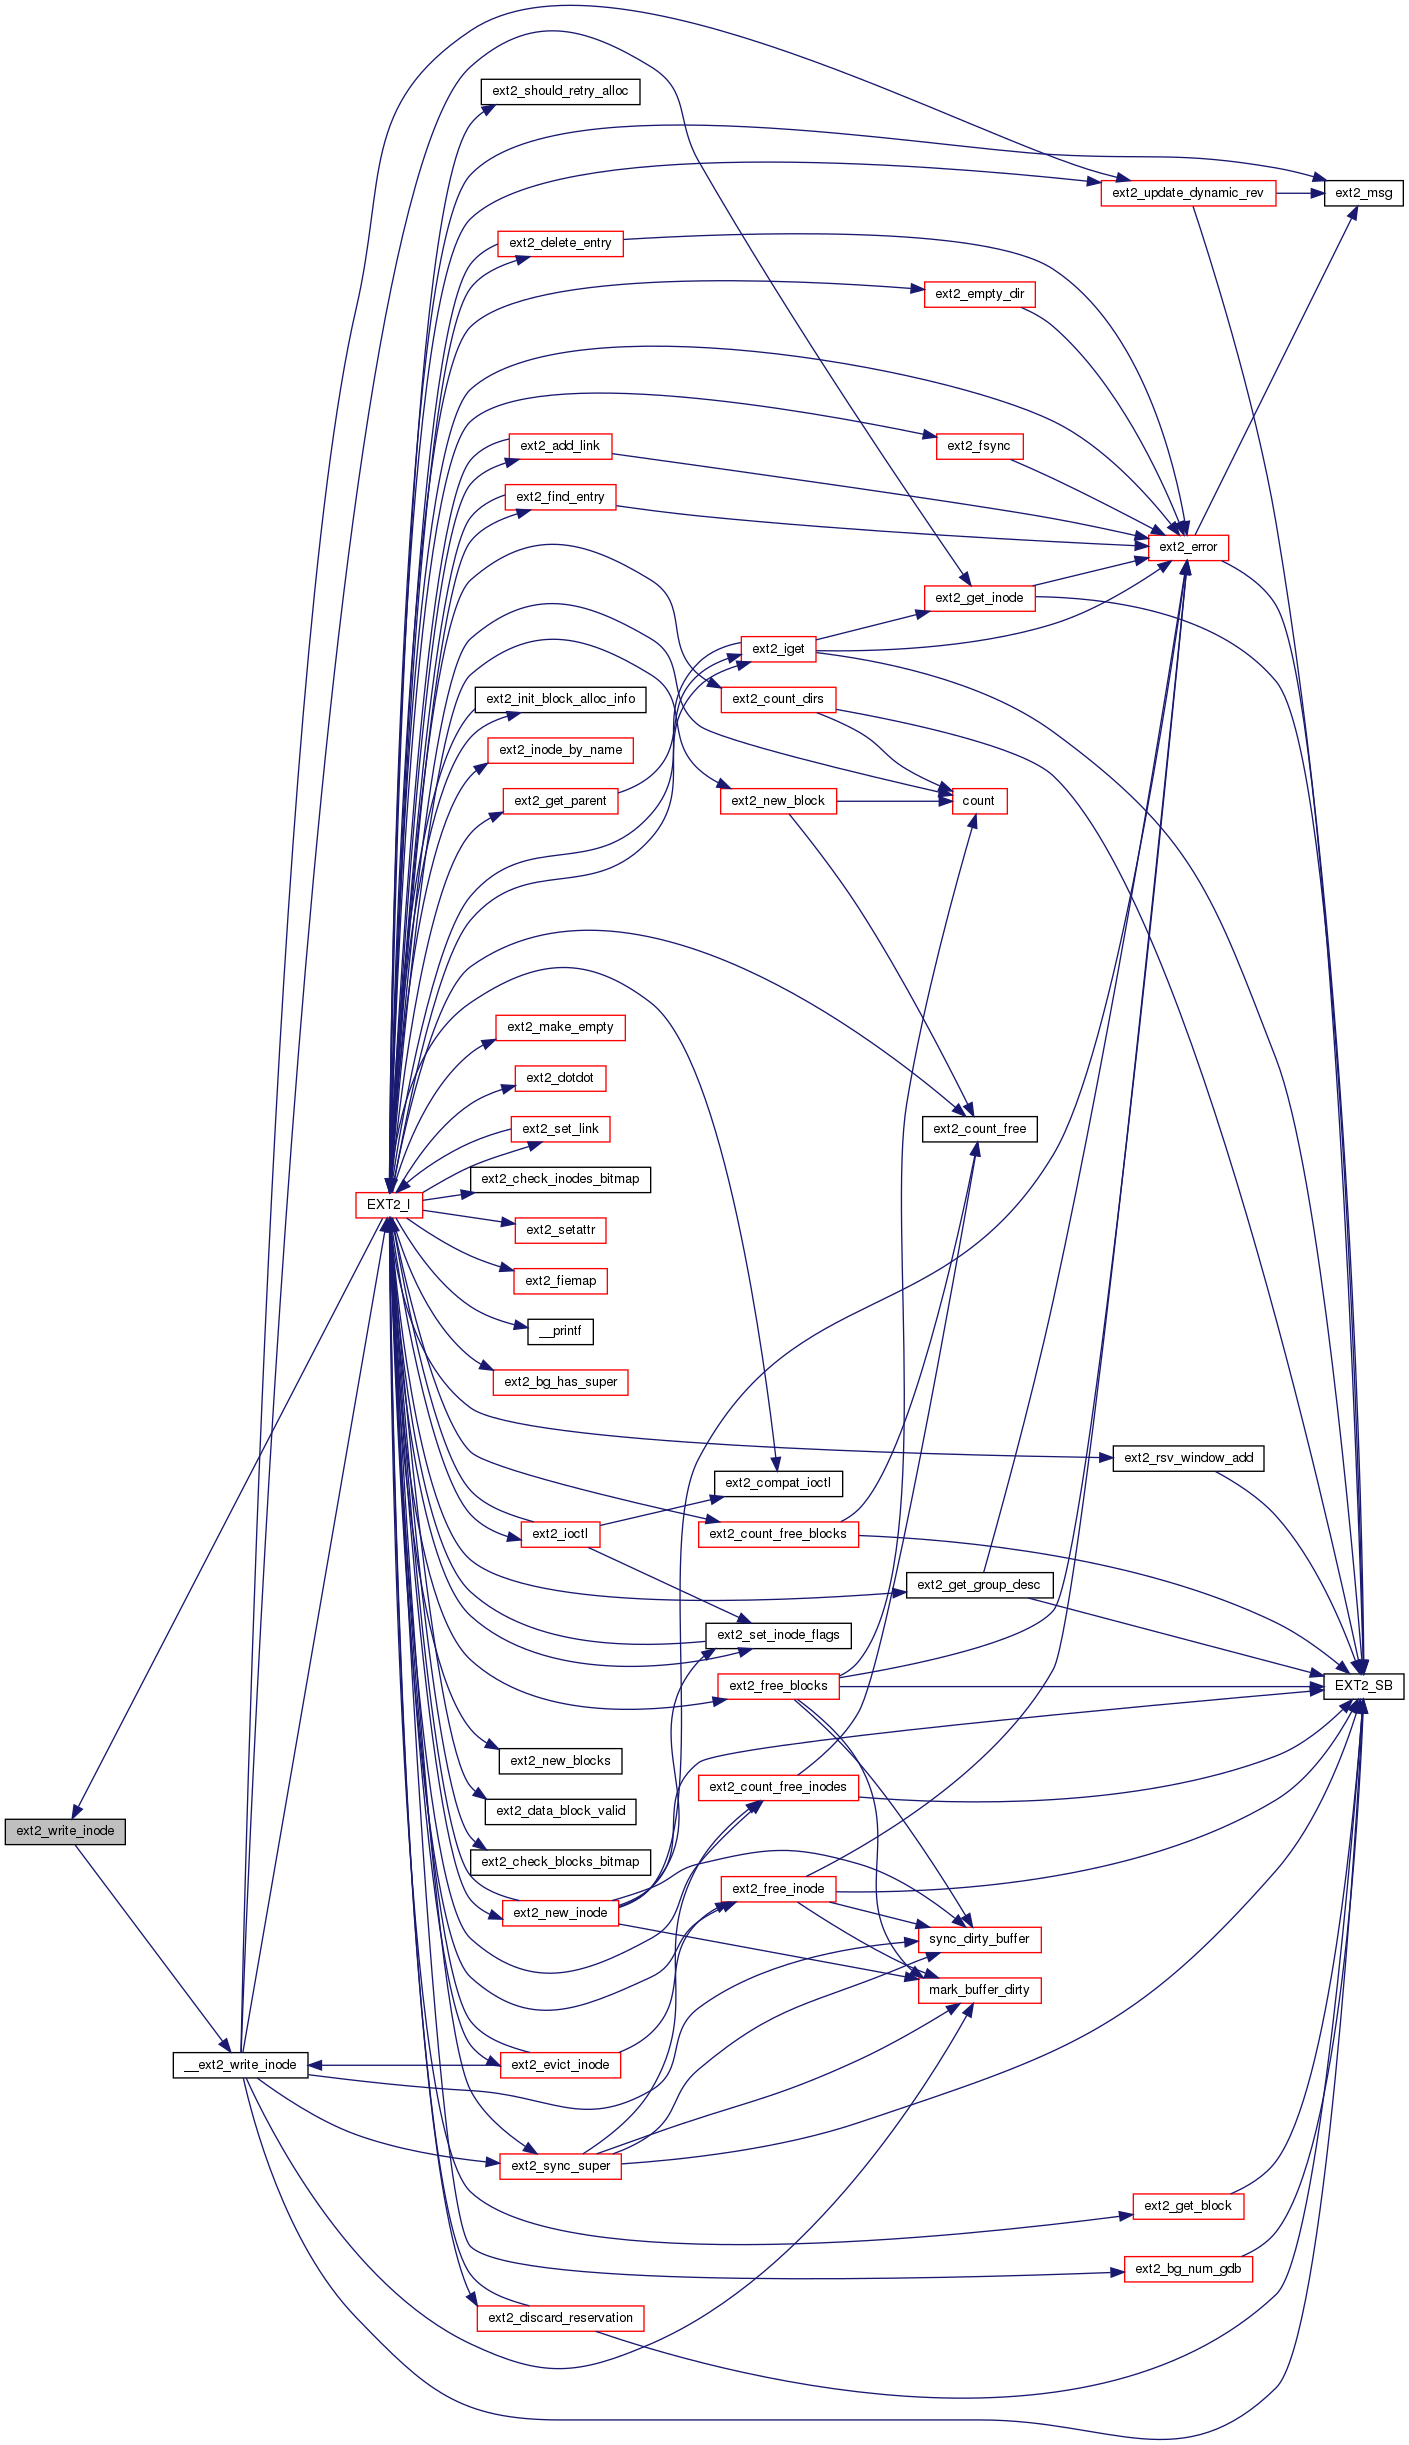 ext2_should_retry_alloc
ext2_update_dynamic_rev
ext2_msg
ext2_delete_entry
ext2_empty_dir
ext2_add_link
ext2_fsync
ext2_find_entry
ext2_error
ext2_get_inode
ext2_iget
ext2_init_block_alloc_info
ext2_count_dirs
ext2_inode_by_name
ext2_get_parent
ext2_new_block
count
ext2_make_empty
ext2_dotdot
ext2_set_link
ext2_count_free
ext2_check_inodes_bitmap
EXT2_I
ext2_setattr
ext2_fiemap
__printf
ext2_bg_has_super
ext2_rsv_window_add
ext2_compat_ioctl
ext2_ioctl
ext2_count_free_blocks
ext2_get_group_desc
ext2_set_inode_flags
ext2_free_blocks
EXT2_SB
ext2_new_blocks
ext2_count_free_inodes
ext2_data_block_valid
ext2_write_inode
ext2_check_blocks_bitmap
ext2_free_inode
ext2_new_inode
sync_dirty_buffer
mark_buffer_dirty
__ext2_write_inode
ext2_evict_inode
ext2_sync_super
ext2_get_block
ext2_bg_num_gdb
ext2_discard_reservation